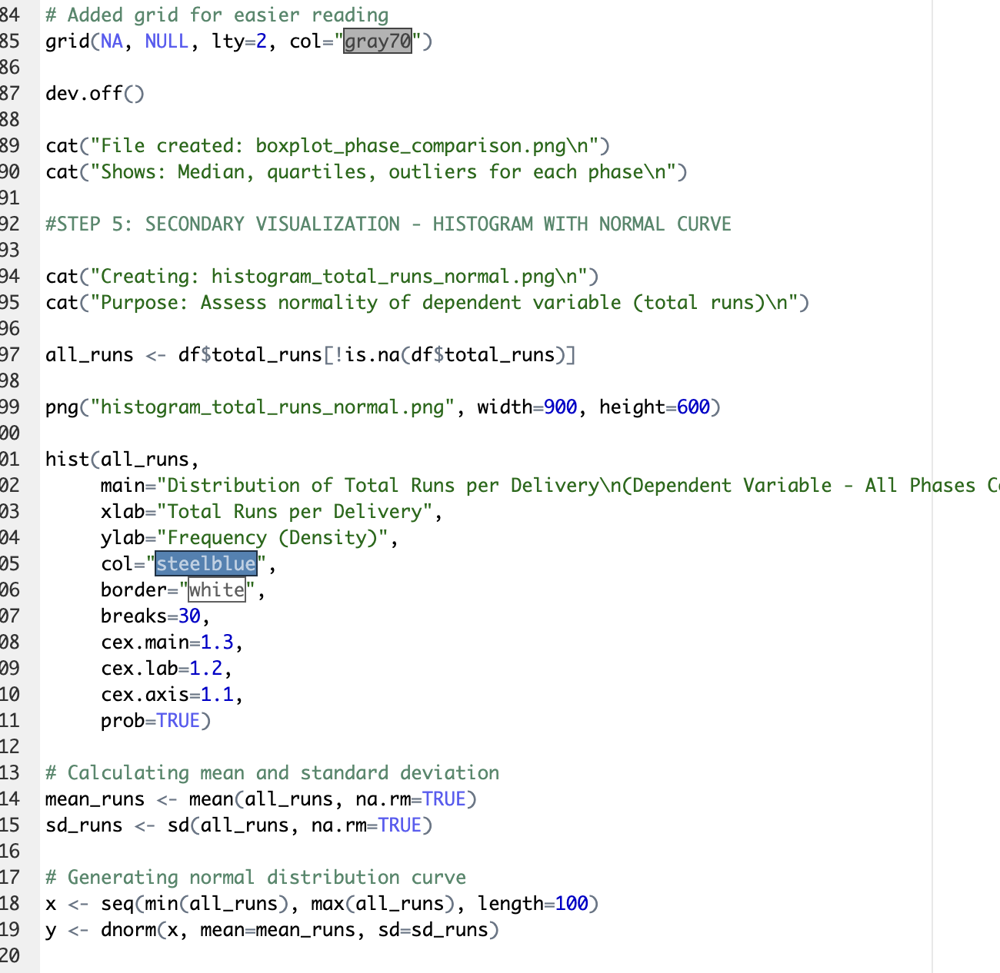 84 # Added grid for easier reading
85 grid(NA, NULL, lty=2, col="gray70")
86
87 dev.off()
88
89 cat("File created: boxplot_phase_comparison.png\n")
90 cat("Shows: Median, quartiles, outliers for each phase\n")
91
92 #STEP 5: SECONDARY VISUALIZATION - HISTOGRAM WITH NORMAL CURVE
93
94 cat("Creating: histogram_total_runs_normal.png\n")
95 cat("Purpose: Assess normality of dependent variable (total runs)\n")
96
97 all_runs <- df$total_runs[!is.na(df$total_runs)]
98
99 png("histogram_total_runs_normal.png", width=900, height=600)
00
01 hist(all_runs,
02      main="Distribution of Total Runs per Delivery\n(Dependent Variable - All Phases
03      xlab="Total Runs per Delivery",
04      ylab="Frequency (Density)",
05      col="steelblue",
06      border="white",
07      breaks=30,
08      cex.main=1.3,
09      cex.lab=1.2,
10      cex.axis=1.1,
11      prob=TRUE)
12
13 # Calculating mean and standard deviation
14 mean_runs <- mean(all_runs, na.rm=TRUE)
15 sd_runs <- sd(all_runs, na.rm=TRUE)
16
17 # Generating normal distribution curve
18 x <- seq(min(all_runs), max(all_runs), length=100)
19 y <- dnorm(x, mean=mean_runs, sd=sd_runs)
20